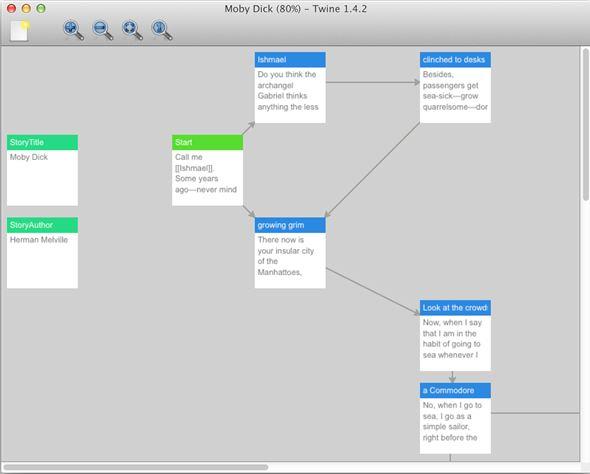 Moby Dick (80%) – Twine 1.4.2
Ishmael
Do you think the
archangel
Gabriel thinks
anything the less
clinched to desks
Besides,
passengers get
sea-sick—grow
quarrelsome—dor
StoryTitle
Moby Dick
Start
Call me
[[Ishmael]].
Some years
ago—never mind
StoryAuthor
Herman Melville
growing grim
There now is
your insular city
of the
Manhattoes,
Look at the crowds
Now, when I say
that I am in the
habit of going to
sea whenever I
a Commodore
No, when I go to
sea, I go as a
simple sailor,
right before the